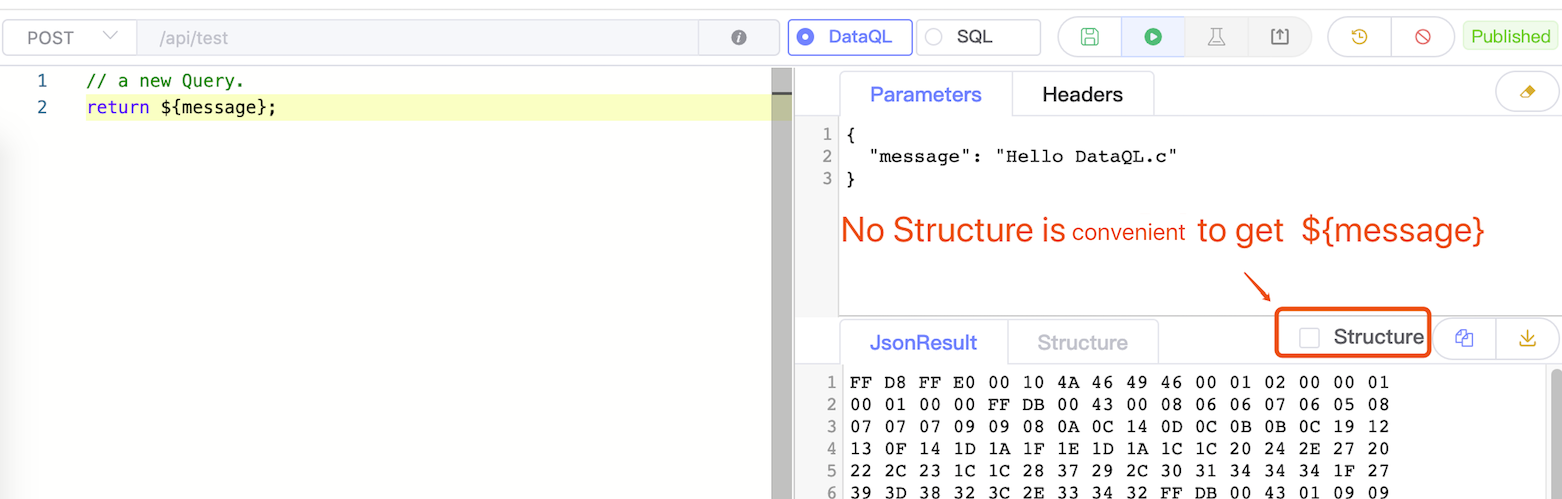 POST /api/test DataQL SQL Published
1 // a new Query.
2 return ${message};
Parameters Headers
1 {
2 "message": "Hello DataQL.c"
3 }
No Structure is convenient to get ${message}
JsonResult Structure Structure
1 FF D8 FF E0 00 10 4A 46 49 46 00 01 02 00 00 01
2 00 01 00 00 FF DB 00 43 00 08 06 06 07 06 05 08
3 07 07 07 09 09 08 0A 0C 14 0D 0C 0B 0B 0C 19 12
4 13 0F 14 1D 1A 1F 1E 1D 1A 1C 1C 20 24 2E 27 20
5 22 2C 23 1C 1C 28 37 29 2C 30 31 34 34 34 1F 27
6 39 3D 38 32 3C 2E 33 34 32 FF DB 00 43 01 09 09